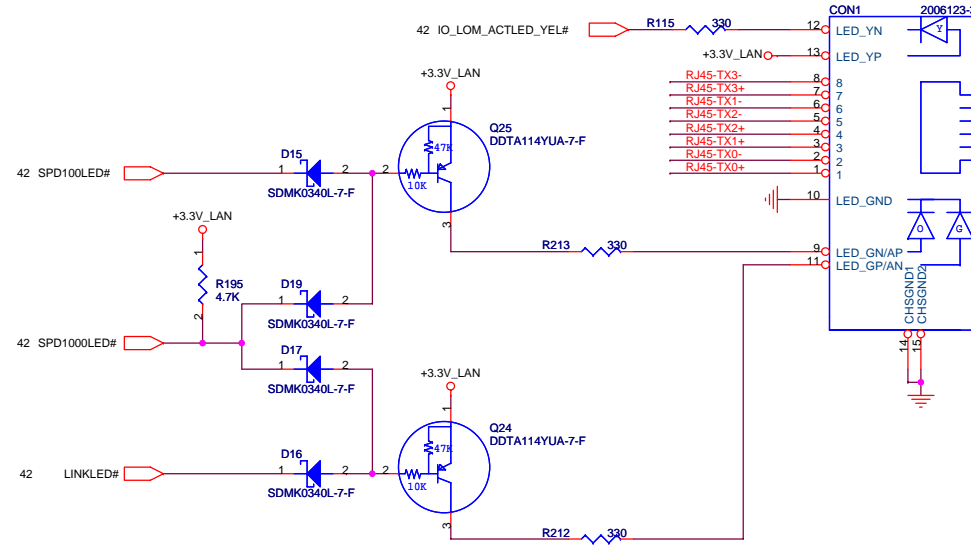 CON1 2006123-
42 IO_LOM_ACTLED_YEL# R115 330 12 LED_YN Y
+3.3V_LAN 13 LED_YP
RJ45-TX3- 8 8
RJ45-TX3+ 7 7
RJ45-TX1- 6 6
RJ45-TX2- 5 5
RJ45-TX2+ 4 4
RJ45-TX1+ 3 3
RJ45-TX0- 2 2
RJ45-TX0+ 1 1
10 LED_GND
O G
9 LED_GN/AP
11 LED_GP/AN
CHSGND1
CHSGND2
14
15
+3.3V_LAN
1
Q25
DDTA114YUA-7-F
47K
10K
3
R213 330
42 SPD100LED# 1 D15 2 2
SDMK0340L-7-F
+3.3V_LAN
1
R195
4.7K
2
D19
1 2
SDMK0340L-7-F
42 SPD1000LED#
D17
1 2
SDMK0340L-7-F
+3.3V_LAN
1
Q24
DDTA114YUA-7-F
47K
10K
3
42 LINKLED# 1 D16 2 2
SDMK0340L-7-F
R212 330